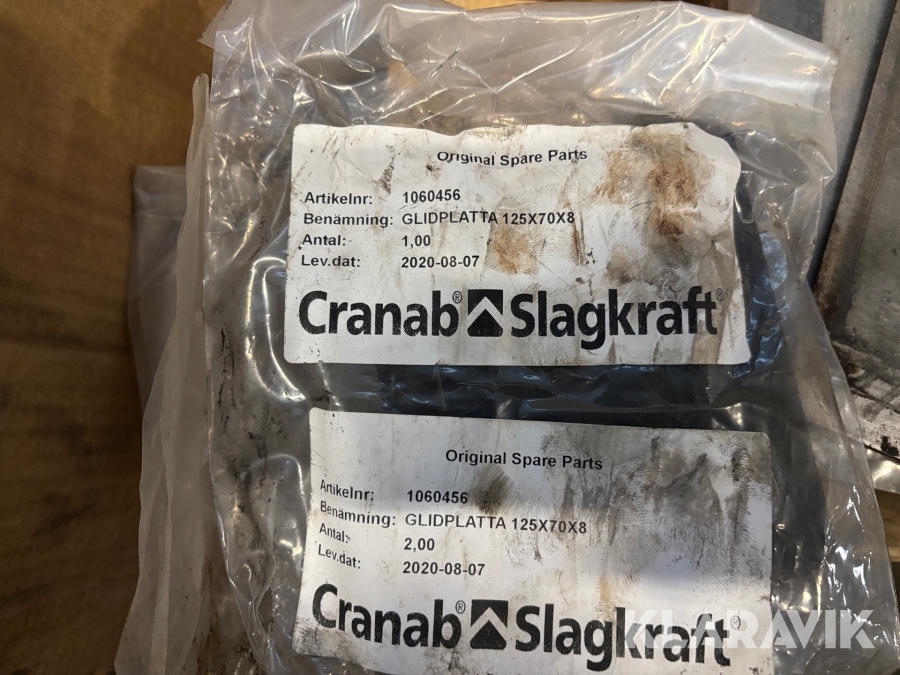 Original Spare Parts
Artikelnr: 1060456
Benämning: GLIDPLATTA 125X70X8
Antal: 1,00
Lev.dat: 2020-08-07
Cranab® Slagkraft®
Original Spare Parts
Artikelnr: 1060456
Benämning: GLIDPLATTA 125X70X8
Antal: 2,00
Lev.dat: 2020-08-07
Cranab® Slagkraft®
KLARAVIK